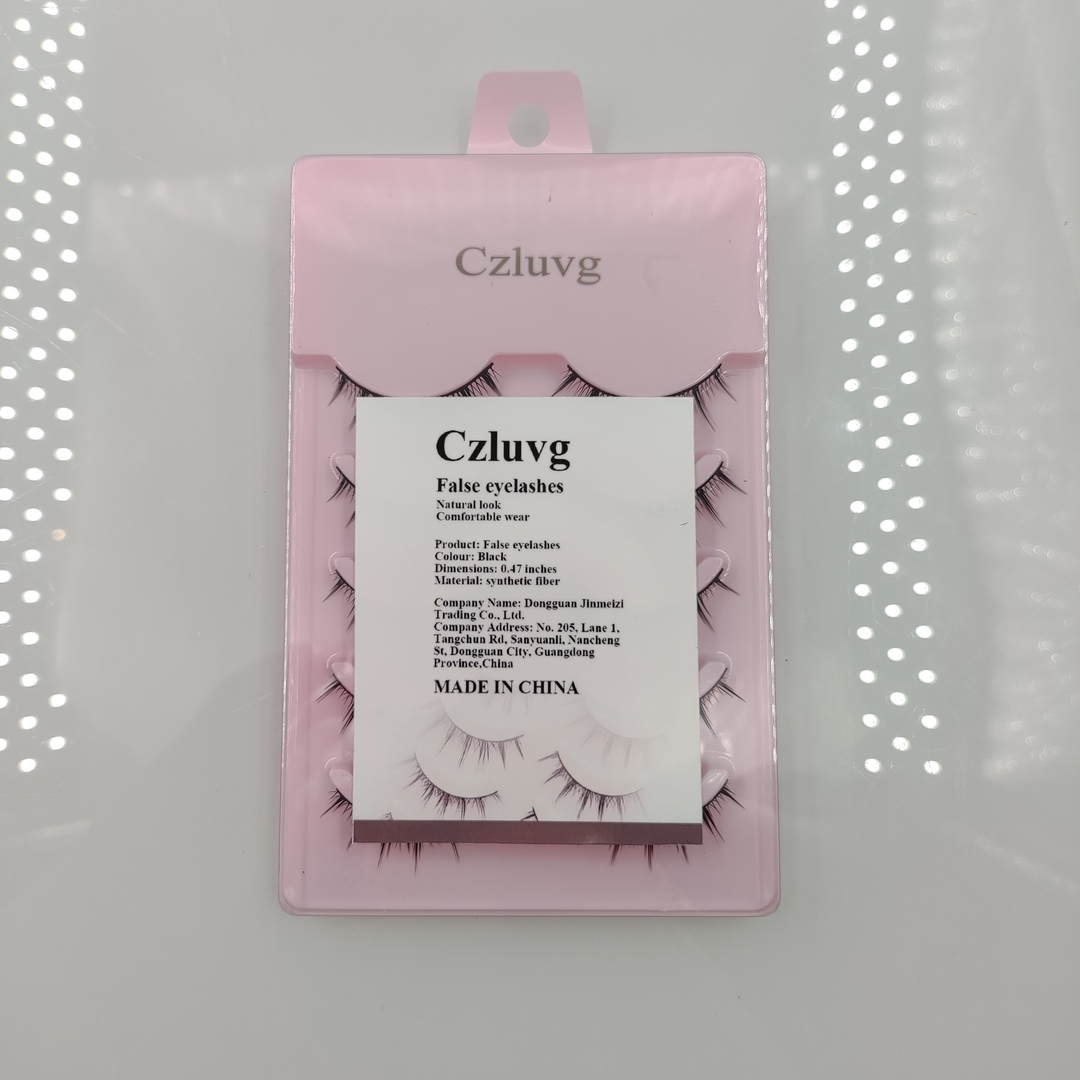 Czluvg
Czluvg
False eyelashes
Natural look
Comfortable wear
Product: False eyelashes
Colour: Black
Dimensions: 0.47 inches
Material: synthetic fiber
Company Name: Dongguan Jinmeizi
Trading Co., Ltd.
Company Address: No. 205, Lane 1,
Tangchun Rd, Sanyuanli, Nancheng
St, Dongguan City, Guangdong
Province,China
MADE IN CHINA